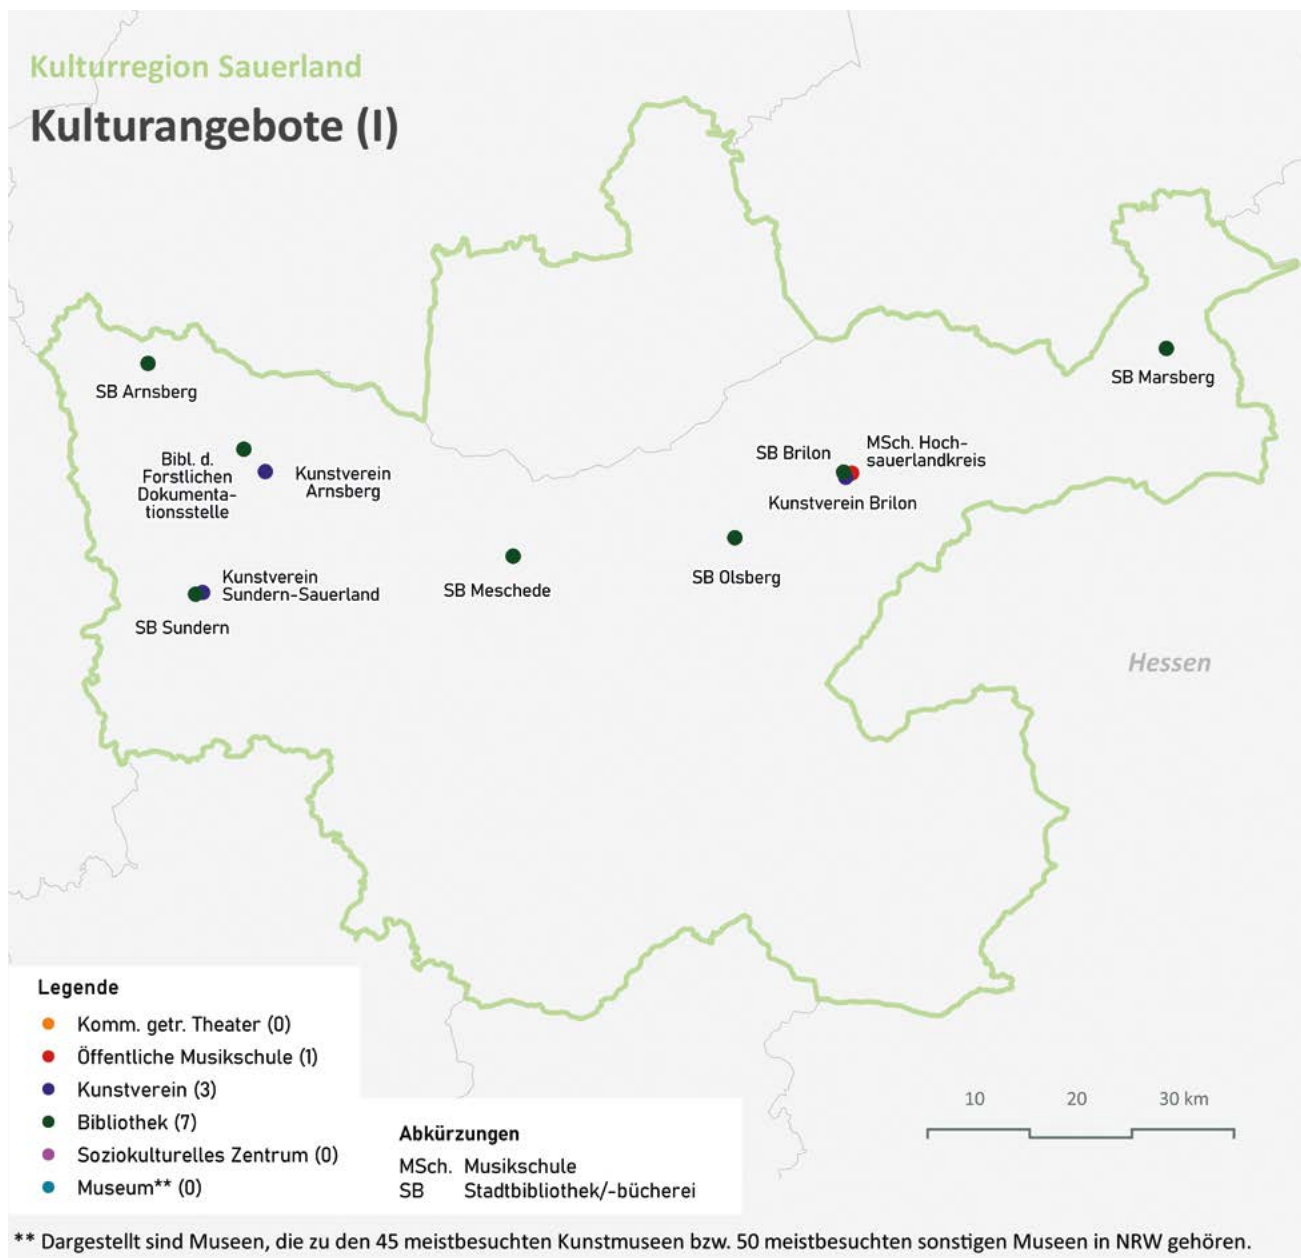 Kulturregion Sauerland
Kulturangebote (I)
SB Arnsberg
SB Marsberg
Bibl. d.
Forstlichen
Dokumenta-
tionsstelle
Kunstverein
Arnsberg
SB Brilon
MSch. Hoch-
sauerlandkreis
Kunstverein Brilon
Kunstverein
Sundern-Sauerland
SB Sundern
SB Meschede
SB Olsberg
Hessen
Legende
Komm. getr. Theater (0)
Öffentliche Musikschule (1)
Kunstverein (3)
Bibliothek (7)
Soziokulturelles Zentrum (0)
Museum** (0)
Abkürzungen
MSch. Musikschule
SB Stadtbibliothek/-bücherei
10 20 30 km
** Dargestellt sind Museen, die zu den 45 meistbesuchten Kunstmuseen bzw. 50 meistbesuchten sonstigen Museen in NRW gehören.